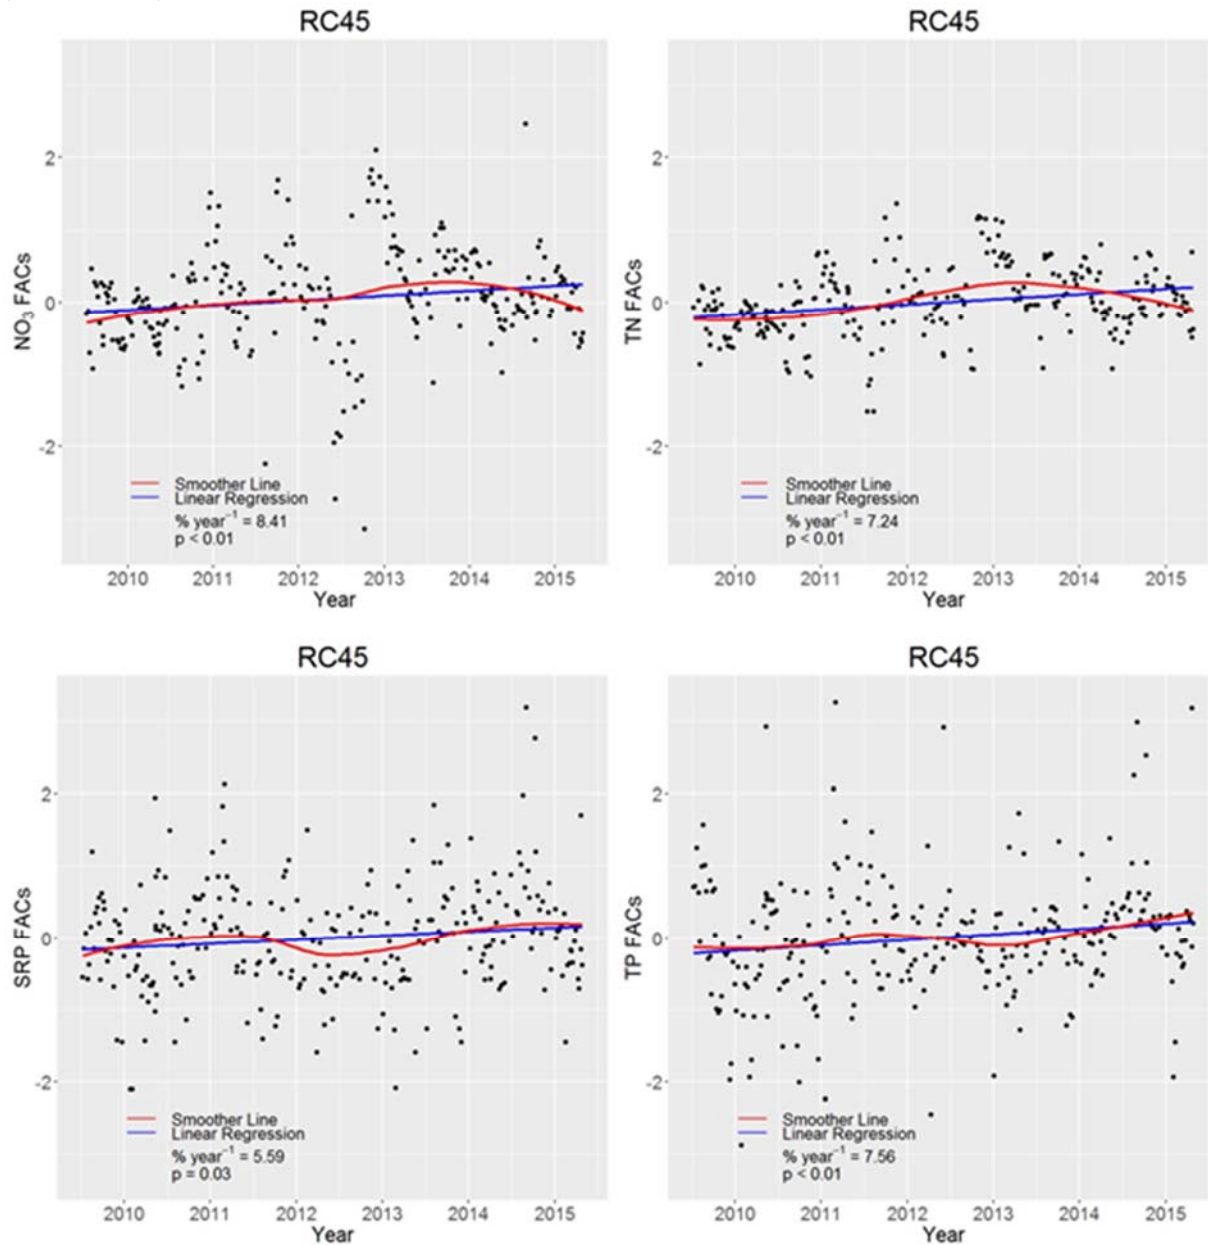 RC45
NO₃ FACs
2
0
-2
Smoother Line
Linear Regression
% year⁻¹ = 8.41
p < 0.01
2010 2011 2012 2013 2014 2015
Year
RC45
TN FACs
2
0
-2
Smoother Line
Linear Regression
% year⁻¹ = 7.24
p < 0.01
2010 2011 2012 2013 2014 2015
Year
RC45
SRP FACs
2
0
-2
Smoother Line
Linear Regression
% year⁻¹ = 5.59
p = 0.03
2010 2011 2012 2013 2014 2015
Year
RC45
TP FACs
2
0
-2
Smoother Line
Linear Regression
% year⁻¹ = 7.56
p < 0.01
2010 2011 2012 2013 2014 2015
Year